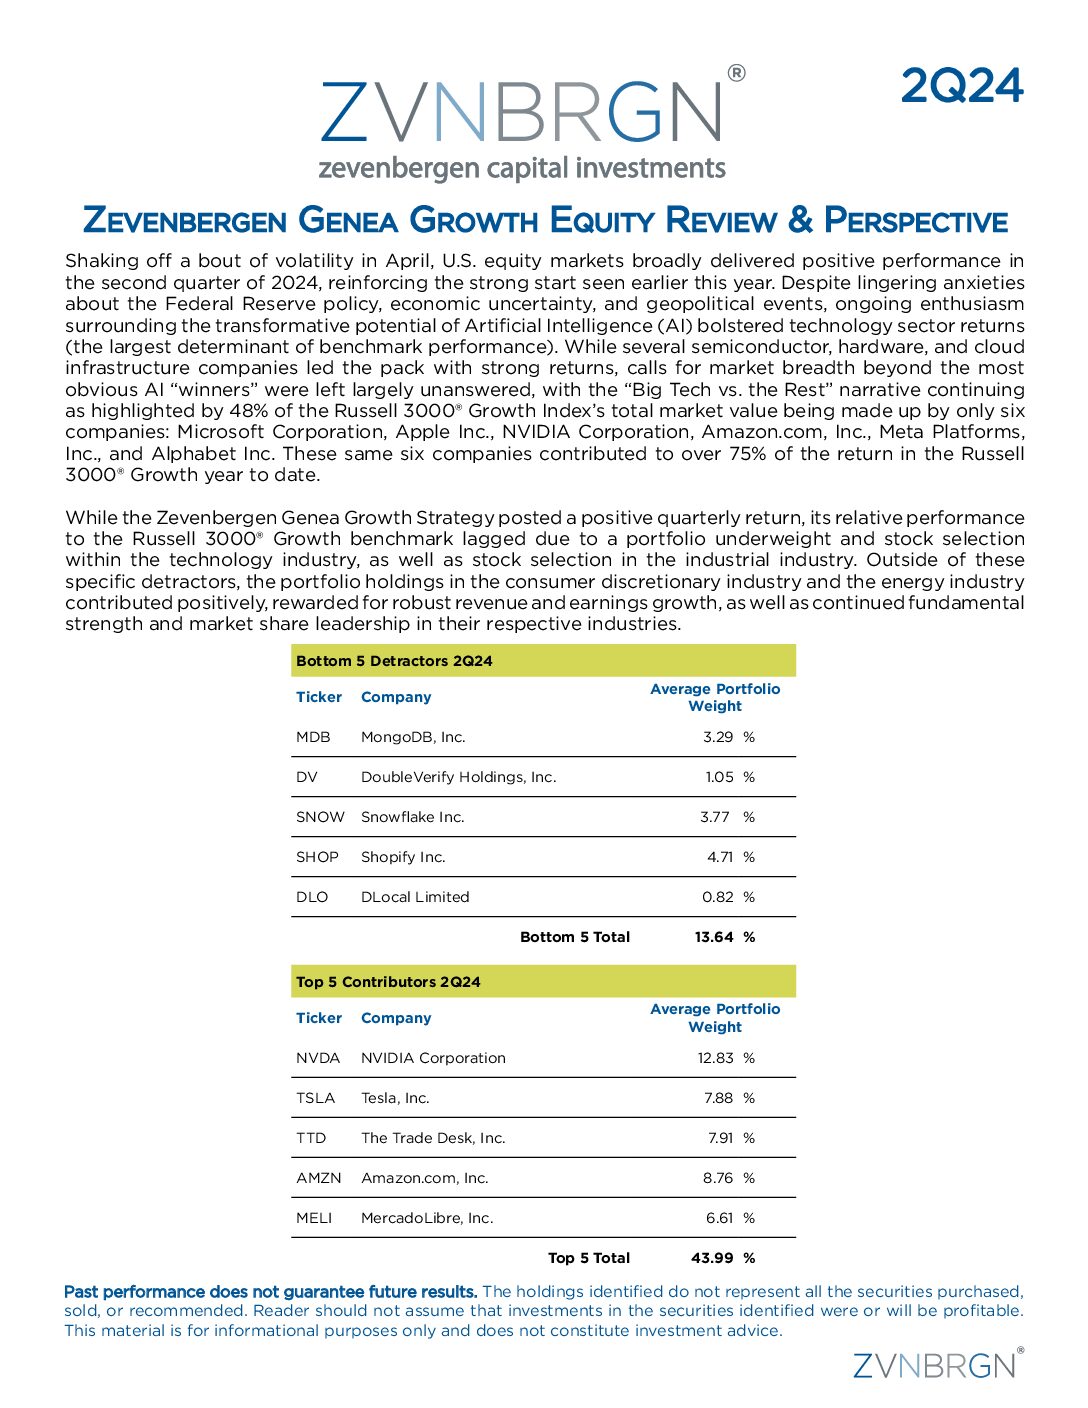 ZVNBRGN®
2Q24
zevenbergen capital investments
Zevenbergen Genea Growth Equity Review & Perspective
Shaking off a bout of volatility in April, U.S. equity markets broadly delivered positive performance in
the second quarter of 2024, reinforcing the strong start seen earlier this year. Despite lingering anxieties
about the Federal Reserve policy, economic uncertainty, and geopolitical events, ongoing enthusiasm
surrounding the transformative potential of Artificial Intelligence (AI) bolstered technology sector returns
(the largest determinant of benchmark performance). While several semiconductor, hardware, and cloud
infrastructure companies led the pack with strong returns, calls for market breadth beyond the most
obvious AI “winners” were left largely unanswered, with the “Big Tech vs. the Rest” narrative continuing
as highlighted by 48% of the Russell 3000® Growth Index’s total market value being made up by only six
companies: Microsoft Corporation, Apple Inc., NVIDIA Corporation, Amazon.com, Inc., Meta Platforms,
Inc., and Alphabet Inc. These same six companies contributed to over 75% of the return in the Russell
3000® Growth year to date.
While the Zevenbergen Genea Growth Strategy posted a positive quarterly return, its relative performance
to the Russell 3000® Growth benchmark lagged due to a portfolio underweight and stock selection
within the technology industry, as well as stock selection in the industrial industry. Outside of these
specific detractors, the portfolio holdings in the consumer discretionary industry and the energy industry
contributed positively, rewarded for robust revenue and earnings growth, as well as continued fundamental
strength and market share leadership in their respective industries.
Bottom 5 Detractors 2Q24
Ticker Company Average Portfolio
Weight
MDB MongoDB, Inc. 3.29 %
DV DoubleVerify Holdings, Inc. 1.05 %
SNOW Snowflake Inc. 3.77 %
SHOP Shopify Inc. 4.71 %
DLO DLocal Limited 0.82 %
Bottom 5 Total 13.64 %
Top 5 Contributors 2Q24
Ticker Company Average Portfolio
Weight
NVDA NVIDIA Corporation 12.83 %
TSLA Tesla, Inc. 7.88 %
TTD The Trade Desk, Inc. 7.91 %
AMZN Amazon.com, Inc. 8.76 %
MELI MercadoLibre, Inc. 6.61 %
Top 5 Total 43.99 %
Past performance does not guarantee future results. The holdings identified do not represent all the securities purchased,
sold, or recommended. Reader should not assume that investments in the securities identified were or will be profitable.
This material is for informational purposes only and does not constitute investment advice.
ZVNBRGN®